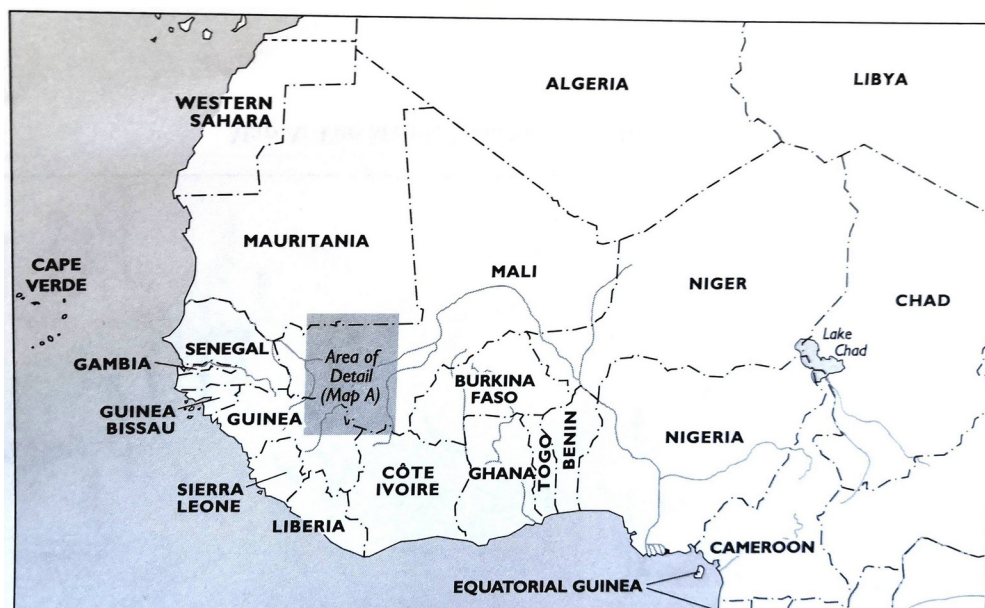 ALGERIA
LIBYA
WESTERN
SAHARA
MAURITANIA
CAPE
VERDE
MALI
NIGER
CHAD
Lake
Chad
SENEGAL
Area of
Detail
(Map A)
GAMBIA
BURKINA
FASO
GUINEA
BISSAU
GUINEA
NIGERIA
BENIN
TOGO
CÔTE
IVOIRE
GHANA
SIERRA
LEONE
LIBERIA
CAMEROON
EQUATORIAL GUINEA